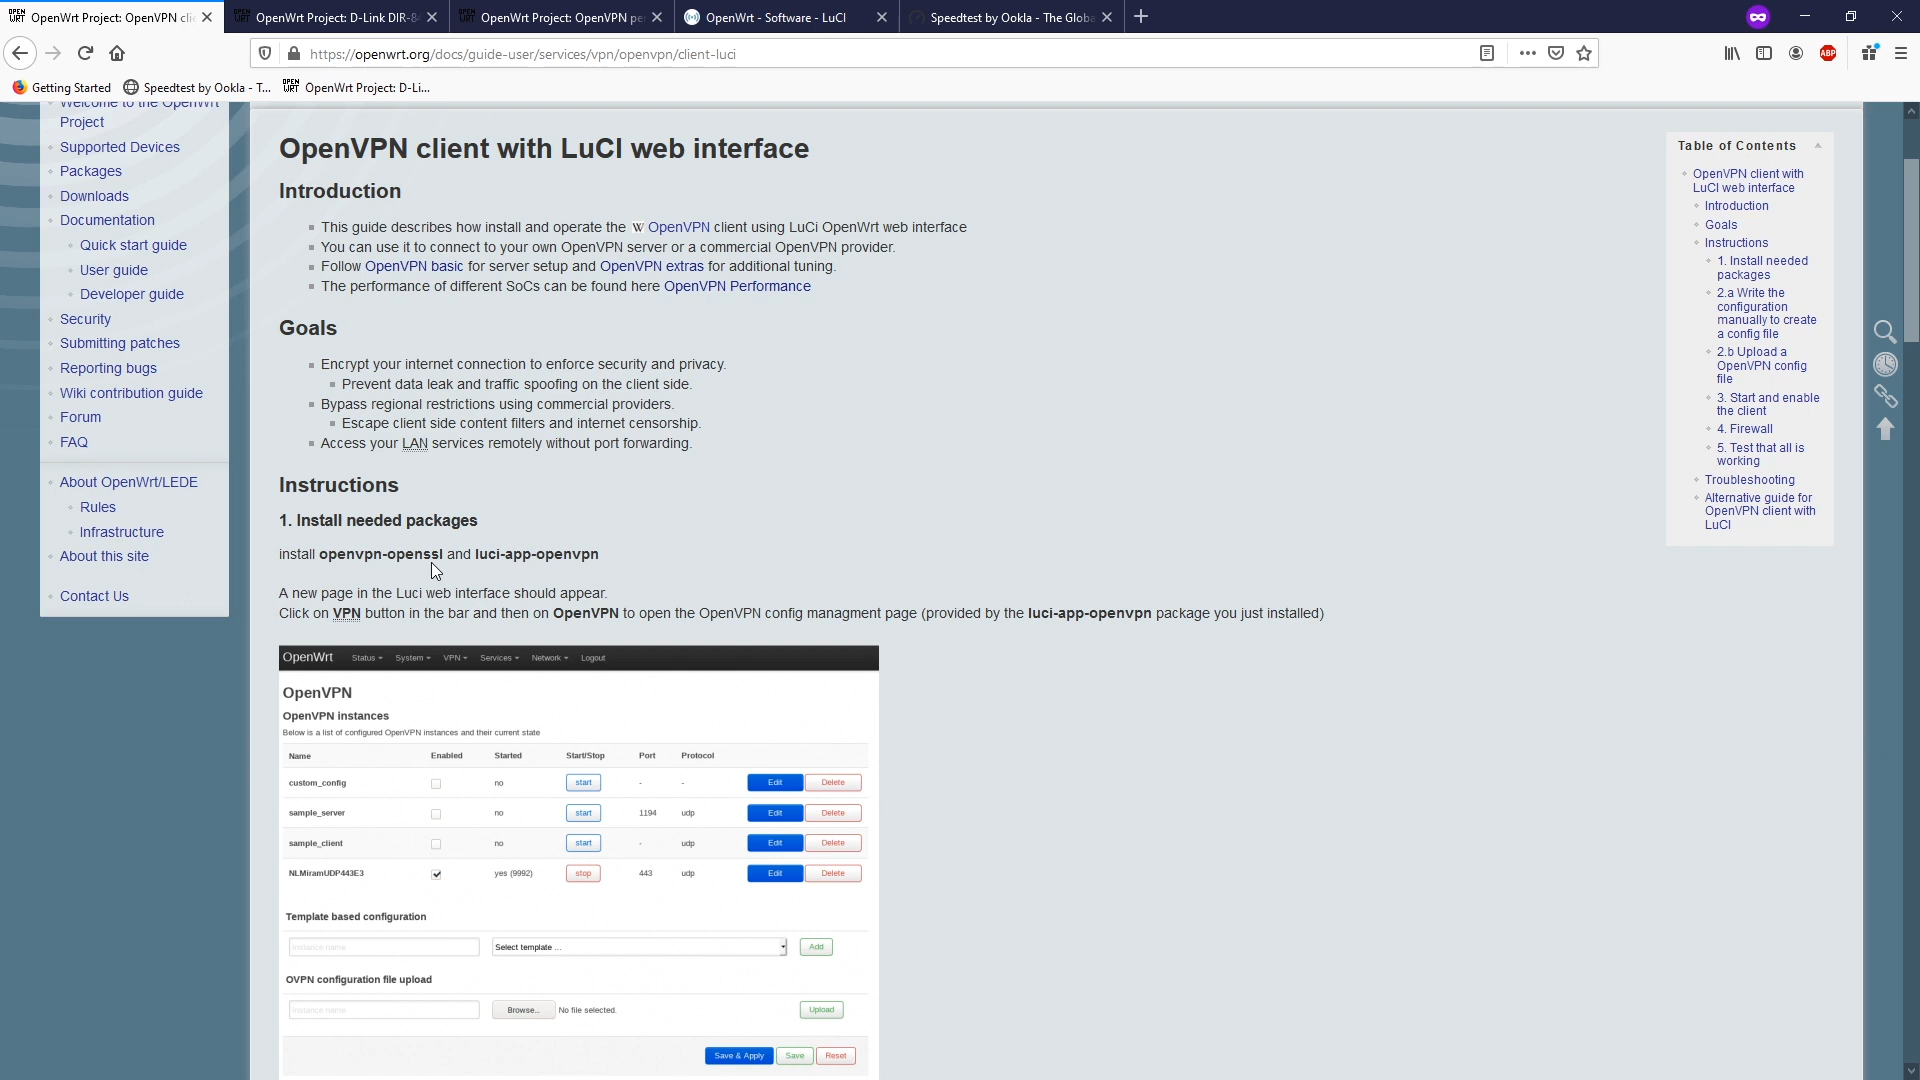 OpenWrt Project: OpenVPN clie
OpenWrt Project: D-Link DIR-8
OpenWrt Project: OpenVPN pe
OpenWrt - Software - LuCI
Speedtest by Ookla - The Globa
https://openwrt.org/docs/guide-user/services/vpn/openvpn/client-luci
ABP
Getting Started
Speedtest by Ookla - T...
OPEN WRT
OpenWrt Project: D-Li...
Welcome to the OpenWrt
Project
Supported Devices
Packages
Downloads
Documentation
Quick start guide
User guide
Developer guide
Security
Submitting patches
Reporting bugs
Wiki contribution guide
Forum
FAQ
About OpenWrt/LEDE
Rules
Infrastructure
About this site
Contact Us
OpenVPN client with LuCI web interface
Introduction
This guide describes how install and operate the W OpenVPN client using LuCi OpenWrt web interface
You can use it to connect to your own OpenVPN server or a commercial OpenVPN provider.
Follow OpenVPN basic for server setup and OpenVPN extras for additional tuning.
The performance of different SoCs can be found here OpenVPN Performance
Goals
Encrypt your internet connection to enforce security and privacy.
Prevent data leak and traffic spoofing on the client side.
Bypass regional restrictions using commercial providers.
Escape client side content filters and internet censorship.
Access your LAN services remotely without port forwarding.
Instructions
1. Install needed packages
install openvpn-openssl and luci-app-openvpn
A new page in the Luci web interface should appear.
Click on VPN button in the bar and then on OpenVPN to open the OpenVPN config managment page (provided by the luci-app-openvpn package you just installed)
OpenWrt Status System VPN Services Network Logout
OpenVPN
OpenVPN instances
Below is a list of configured OpenVPN instances and their current state
Name Enabled Started Start/Stop Port Protocol
custom_config no start - - Edit Delete
sample_server no start 1194 udp Edit Delete
sample_client no start - udp Edit Delete
NLMiramUDP443E3 yes (9992) stop 443 udp Edit Delete
Template based configuration
Instance name Select template ... Add
OVPN configuration file upload
Instance name Browse... No file selected. Upload
Save & Apply Save Reset
Table of Contents
OpenVPN client with
LuCI web interface
Introduction
Goals
Instructions
1. Install needed
packages
2.a Write the
configuration
manually to create
a config file
2.b Upload a
OpenVPN config
file
3. Start and enable
the client
4. Firewall
5. Test that all is
working
Troubleshooting
Alternative guide for
OpenVPN client with
LuCI